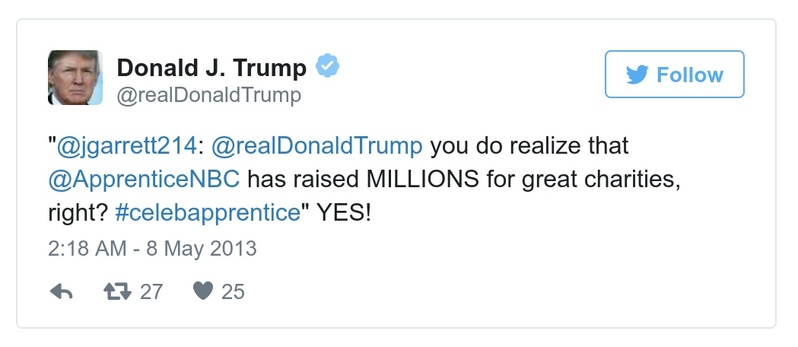 Donald J. Trump
@realDonaldTrump
Follow
"@jgarrett214: @realDonaldTrump you do realize that
@ApprenticeNBC has raised MILLIONS for great charities,
right? #celebapprentice" YES!
2:18 AM - 8 May 2013
27 25